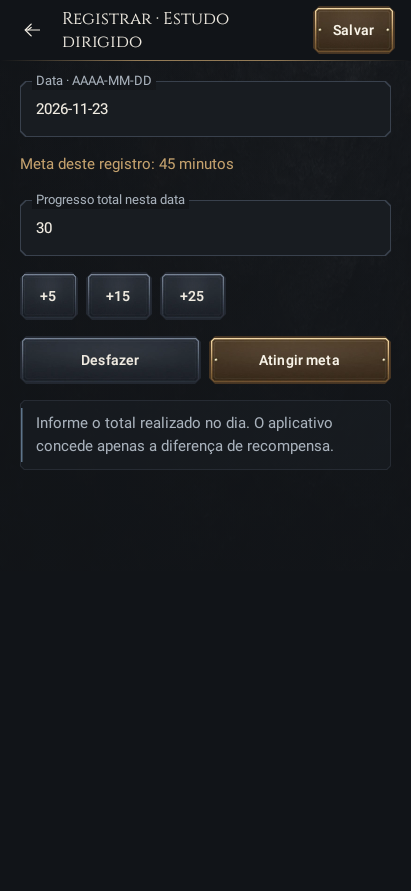 Registrar · Estudo
dirigido
Salvar
Data · AAAA-MM-DD
2026-11-23
Meta deste registro: 45 minutos
Progresso total nesta data
30
+5
+15
+25
Desfazer
Atingir meta
Informe o total realizado no dia. O aplicativo
concede apenas a diferença de recompensa.